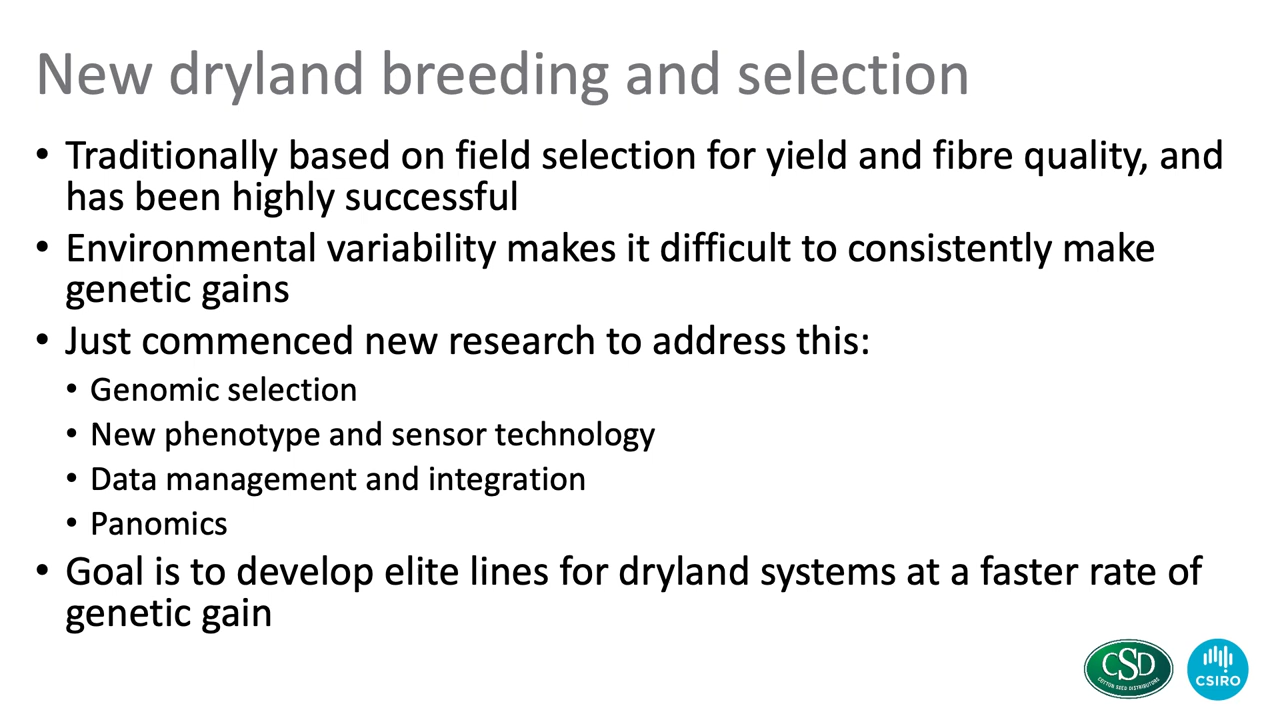 New dryland breeding and selection
• Traditionally based on field selection for yield and fibre quality, and
has been highly successful
• Environmental variability makes it difficult to consistently make
genetic gains
• Just commenced new research to address this:
• Genomic selection
• New phenotype and sensor technology
• Data management and integration
• Panomics
• Goal is to develop elite lines for dryland systems at a faster rate of
genetic gain
CSD
COTTON SEED DISTRIBUTORS
CSIRO